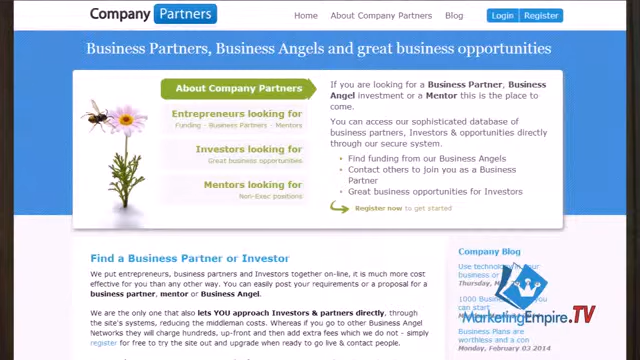 Company Partners
Home About Company Partners Blog Login Register
Business Partners, Business Angels and great business opportunities
About Company Partners
Entrepreneurs looking for
Funding - Business Partners - Mentors
Investors looking for
Great business opportunities
Mentors looking for
Non-Exec positions
If you are looking for a Business Partner, Business
Angel investment or a Mentor this is the place to
come.
You can access our sophisticated database of
business partners, Investors & opportunities directly
through our secure system.
Find funding from our Business Angels
Contact others to join you as a Business
Partner
Great business opportunities for Investors
Register now to get started
Find a Business Partner or Investor
We put entrepreneurs, business partners and Investors together on-line, it is much more cost
effective for you than any other way. You can easily post your requirements or a proposal for a
business partner, mentor or Business Angel.
We are the only one that also lets YOU approach Investors & partners directly, through
the site's systems, reducing the middleman costs. Whereas if you go to other Business Angel
Networks they will charge hundreds, up-front and then add extra fees which we do not - simply
register for free to try the site out and upgrade when ready to go live & contact people.
Company Blog
Use technology in your
business or
Thursday,
1000 Business can
start
MarketingEmpire.TV
Business Plans are
worthless and a con
Monday, February 03 2014